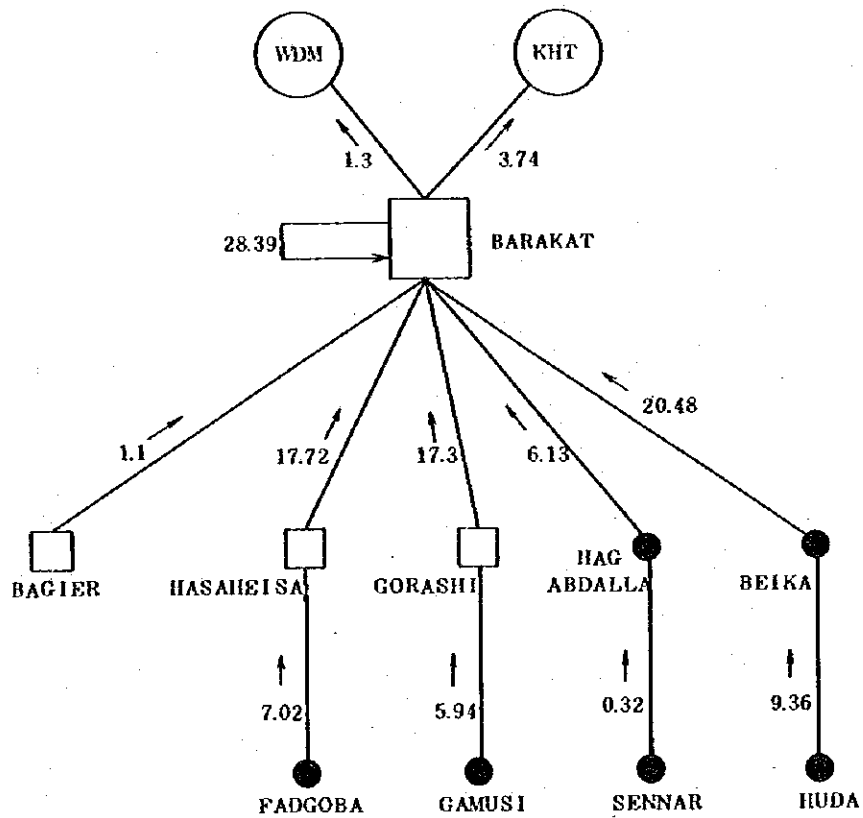 WDM
KHT
1.3
3.74
28.39
BARAKAT
1.1
17.72
17.3
6.13
20.48
BAGIER
HASAHEISA
GORASHI
HAG
ABDALLA
BEIKA
7.02
5.94
0.32
9.36
FADGOBA
GAMUSI
SENNAR
HUDA